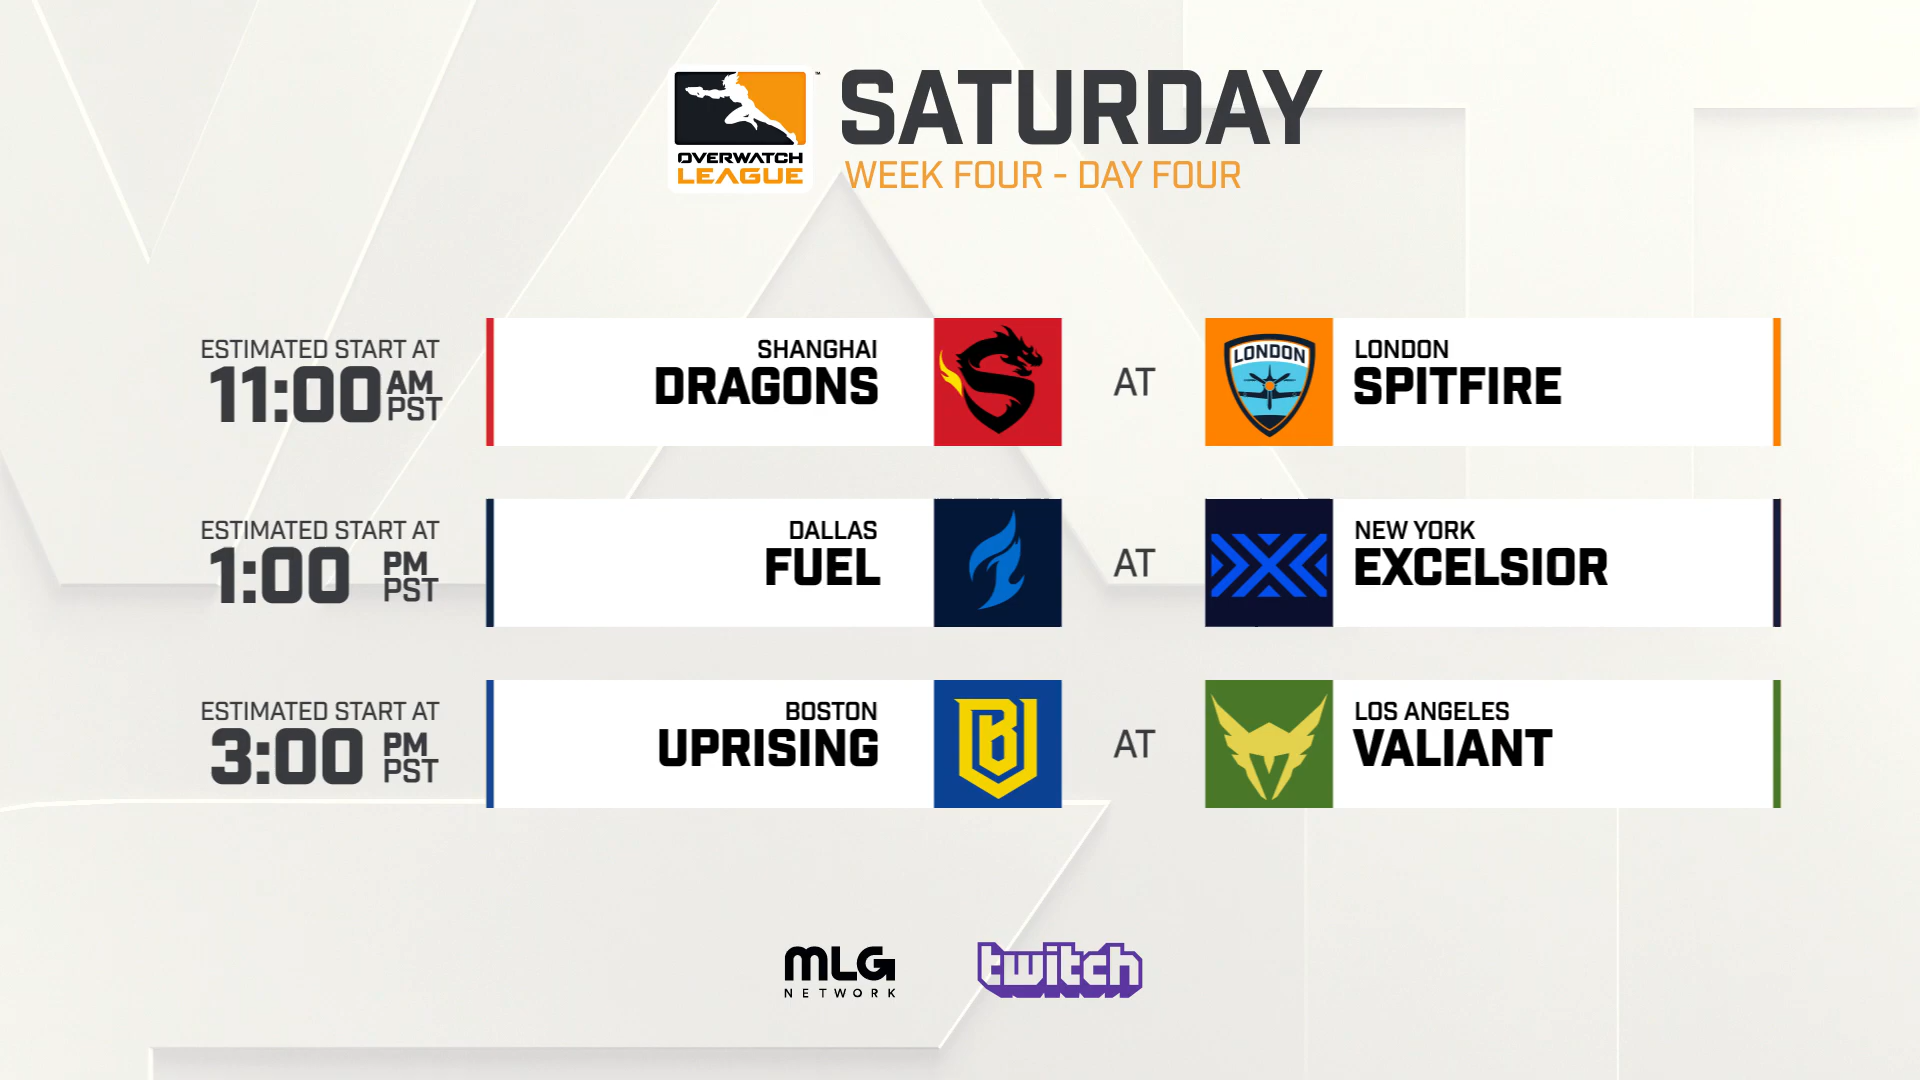 SATURDAY
OVERWATCH
LEAGUE
™
WEEK FOUR - DAY FOUR
ESTIMATED START AT
11:00 AM PST
SHANGHAI
DRAGONS
AT
LONDON
LONDON
SPITFIRE
ESTIMATED START AT
1:00 PM PST
DALLAS
FUEL
AT
NEW YORK
EXCELSIOR
ESTIMATED START AT
3:00 PM PST
BOSTON
UPRISING
B
AT
LOS ANGELES
VALIANT
MLG
NETWORK
twitch